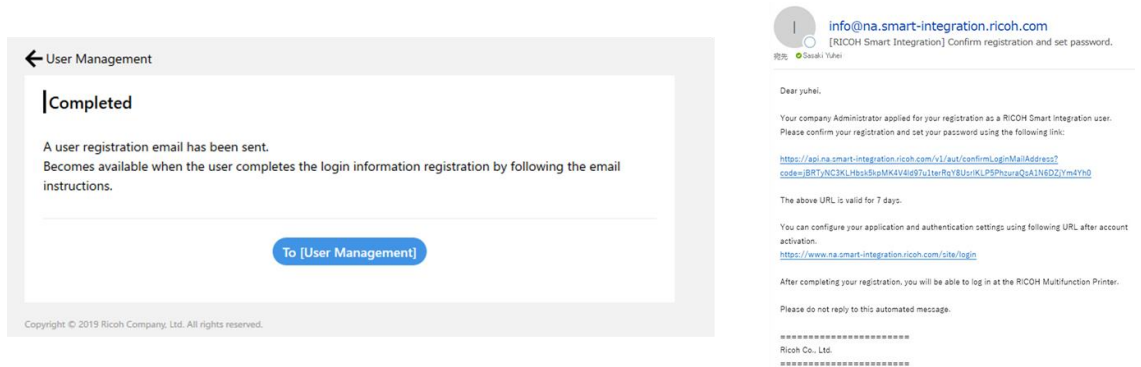 User Management
Completed
A user registration email has been sent.
Becomes available when the user completes the login information registration by following the email
instructions.
To [User Management]
Copyright © 2019 Ricoh Company, Ltd. All rights reserved.
I
info@na.smart-integration.ricoh.com
[RICOH Smart Integration] Confirm registration and set password.
宛先 Sasaki Yuhei
Dear yuhei,
Your company Administrator applied for your registration as a RICOH Smart Integration user.
Please confirm your registration and set your password using the following link:
https://api.na.smart-integration.ricoh.com/v1/aut/confirmLoginMailAddress?
code=jBRTyNC3KLHbsk5kpMK4V4ld97u1terRqY8UsrlKLP5PhzuraQsA1N6DZjYm4Yh0
The above URL is valid for 7 days.
You can configure your application and authentication settings using following URL after account
activation.
https://www.na.smart-integration.ricoh.com/site/login
After completing your registration, you will be able to log in at the RICOH Multifunction Printer.
Please do not reply to this automated message.
=======================
Ricoh Co., Ltd.
=======================